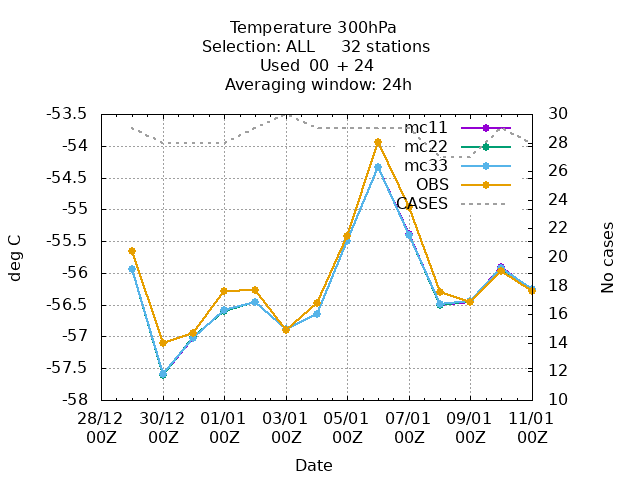 Temperature 300hPa
Selection: ALL 32 stations
Used 00 + 24
Averaging window: 24h
-53.5
-54
-54.5
-55
-55.5
-56
-56.5
-57
-57.5
-58
deg C
30
28
26
24
22
20
18
16
14
12
10
No cases
mc11
mc22
mc33
OBS
CASES
28/12 30/12 01/01 03/01 05/01 07/01 09/01 11/01
00Z 00Z 00Z 00Z 00Z 00Z 00Z 00Z
Date